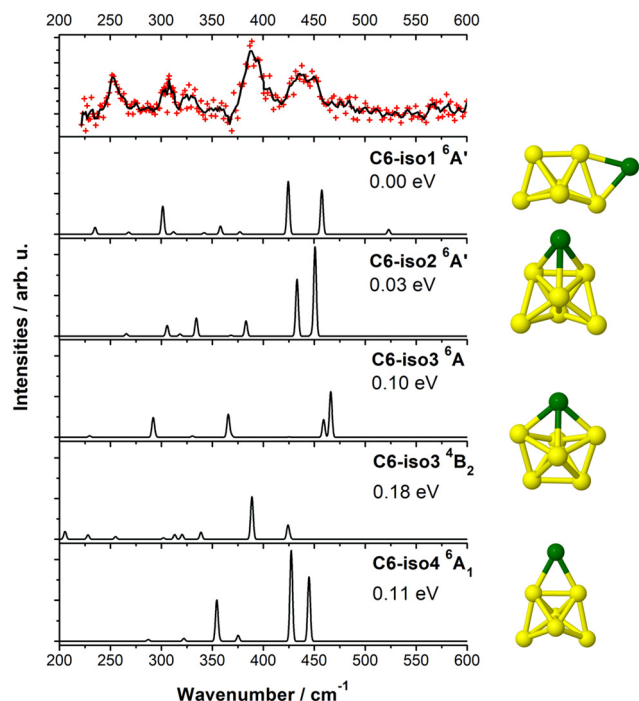 200 250 300 350 400 450 500 550 600
C6-iso1 ⁶A'
0.00 eV
C6-iso2 ⁶A'
0.03 eV
C6-iso3 ⁶A
0.10 eV
C6-iso3 ⁴B₂
0.18 eV
C6-iso4 ⁶A₁
0.11 eV
Intensities / arb. u.
200 250 300 350 400 450 500 550 600
Wavenumber / cm⁻¹